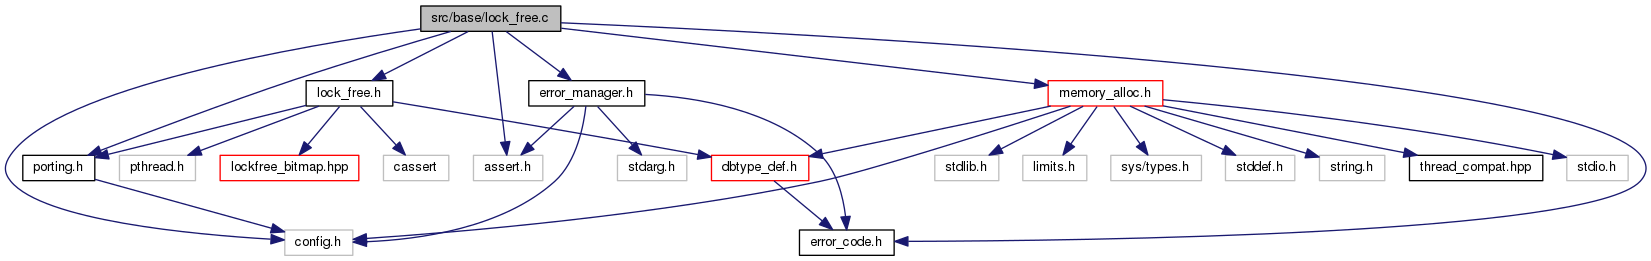 src/base/lock_free.c
lock_free.h
error_manager.h
memory_alloc.h
porting.h
pthread.h
lockfree_bitmap.hpp
cassert
assert.h
stdarg.h
dbtype_def.h
stdlib.h
limits.h
sys/types.h
stddef.h
string.h
thread_compat.hpp
stdio.h
config.h
error_code.h